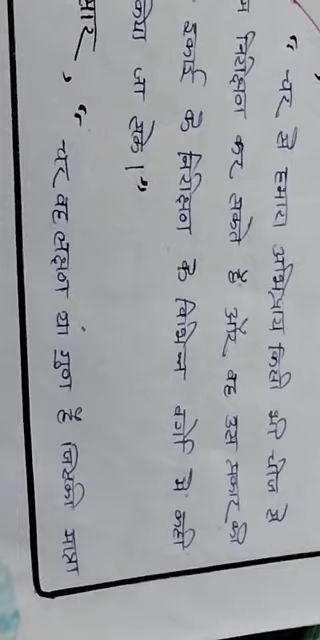 " चर से हमारा अभिप्राय किसी भी चीज से
म निरीक्षण कर सकते हैं और वह उस प्रकार की
इकाई के निरीक्षण के विभिन्न वर्गों में कहीं
किया जा सके।"
सार, " चर वह लक्षण या गुण हैं जिसकी मात्रा